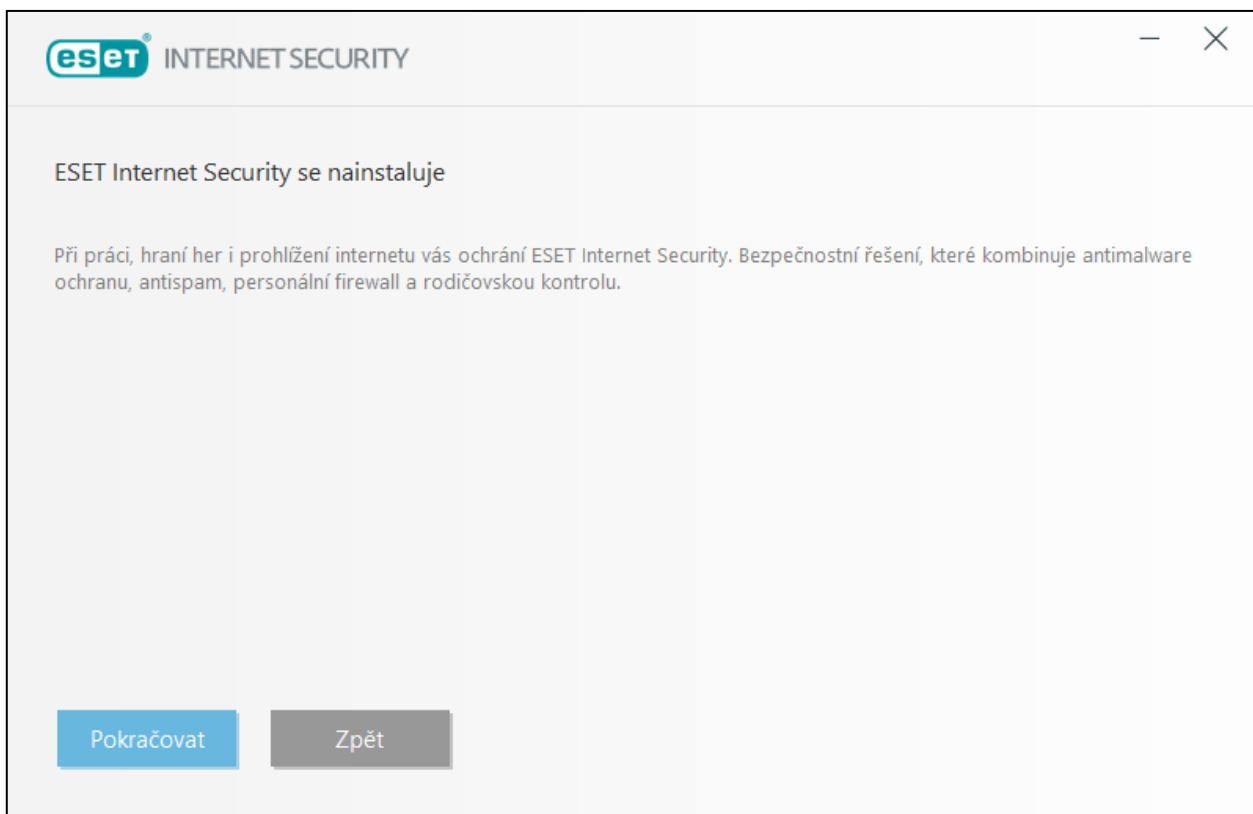 eset® INTERNET SECURITY
ESET Internet Security se nainstaluje
Při práci, hraní her i prohlížení internetu vás ochrání ESET Internet Security. Bezpečnostní řešení, které kombinuje antimalware
ochranu, antispam, personální firewall a rodičovskou kontrolu.
Pokračovat Zpět